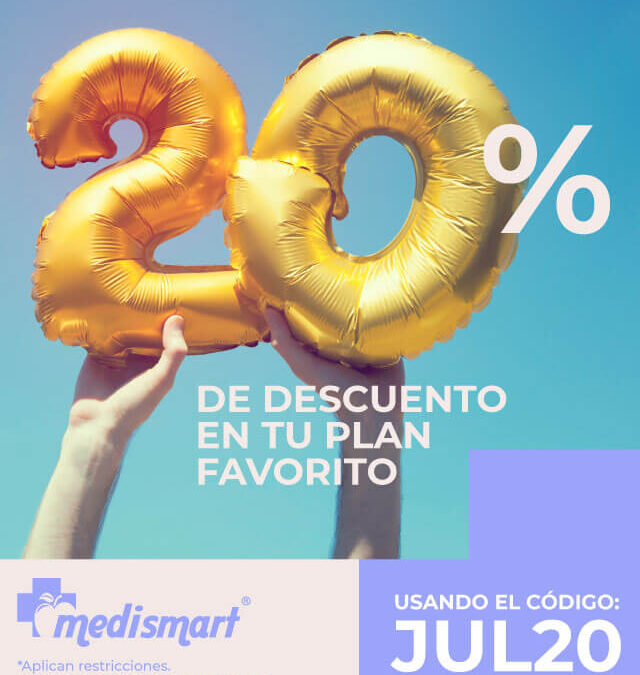 20%
DE DESCUENTO
EN TU PLAN
FAVORITO
medismart®
*Aplican restricciones.
USANDO EL CÓDIGO:
JUL20